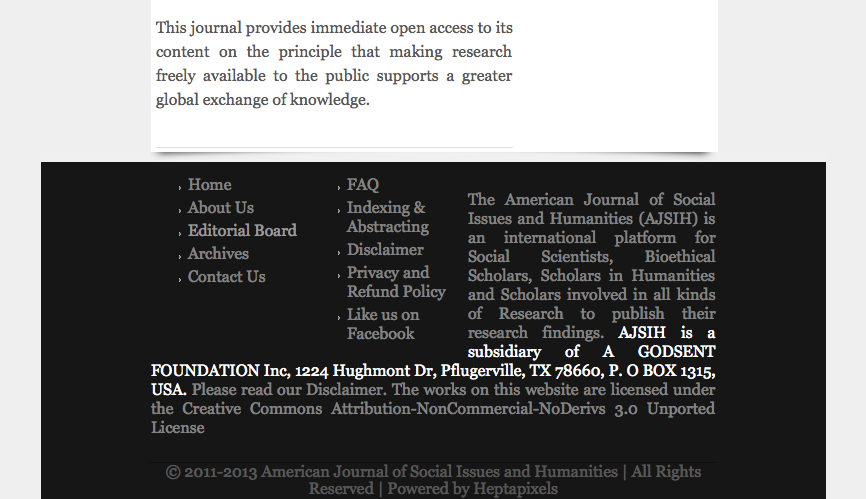 This journal provides immediate open access to its
content on the principle that making research
freely available to the public supports a greater
global exchange of knowledge.
Home
About Us
Editorial Board
Archives
Contact Us
FAQ
Indexing &
Abstracting
Disclaimer
Privacy and
Refund Policy
Like us on
Facebook
The American Journal of Social
Issues and Humanities (AJSIH) is
an international platform for
Social Scientists, Bioethical
Scholars, Scholars in Humanities
and Scholars involved in all kinds
of Research to publish their
research findings. AJSIH is a
subsidiary of A GODSENT
FOUNDATION Inc, 1224 Hughmont Dr, Pflugerville, TX 78660, P. O BOX 1315,
USA. Please read our Disclaimer. The works on this website are licensed under
the Creative Commons Attribution-NonCommercial-NoDerivs 3.0 Unported
License
© 2011-2013 American Journal of Social Issues and Humanities | All Rights
Reserved | Powered by Heptapixels